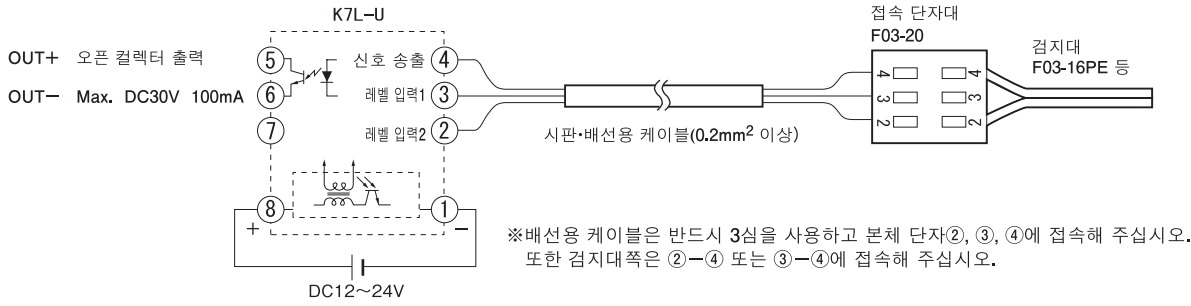 K7L-U
OUT+ 오픈 컬렉터 출력
OUT− Max. DC30V 100mA
⑤
⑥
⑦
⑧
신호 송출 ④
레벨 입력1 ③
레벨 입력2 ②
①
+
−
DC12～24V
시판·배선용 케이블(0.2mm² 이상)
접속 단자대
F03-20
4
3
2
4
3
2
검지대
F03-16PE 등
※배선용 케이블은 반드시 3심을 사용하고 본체 단자②, ③, ④에 접속해 주십시오.
또한 검지대쪽은 ②−④ 또는 ③−④에 접속해 주십시오.